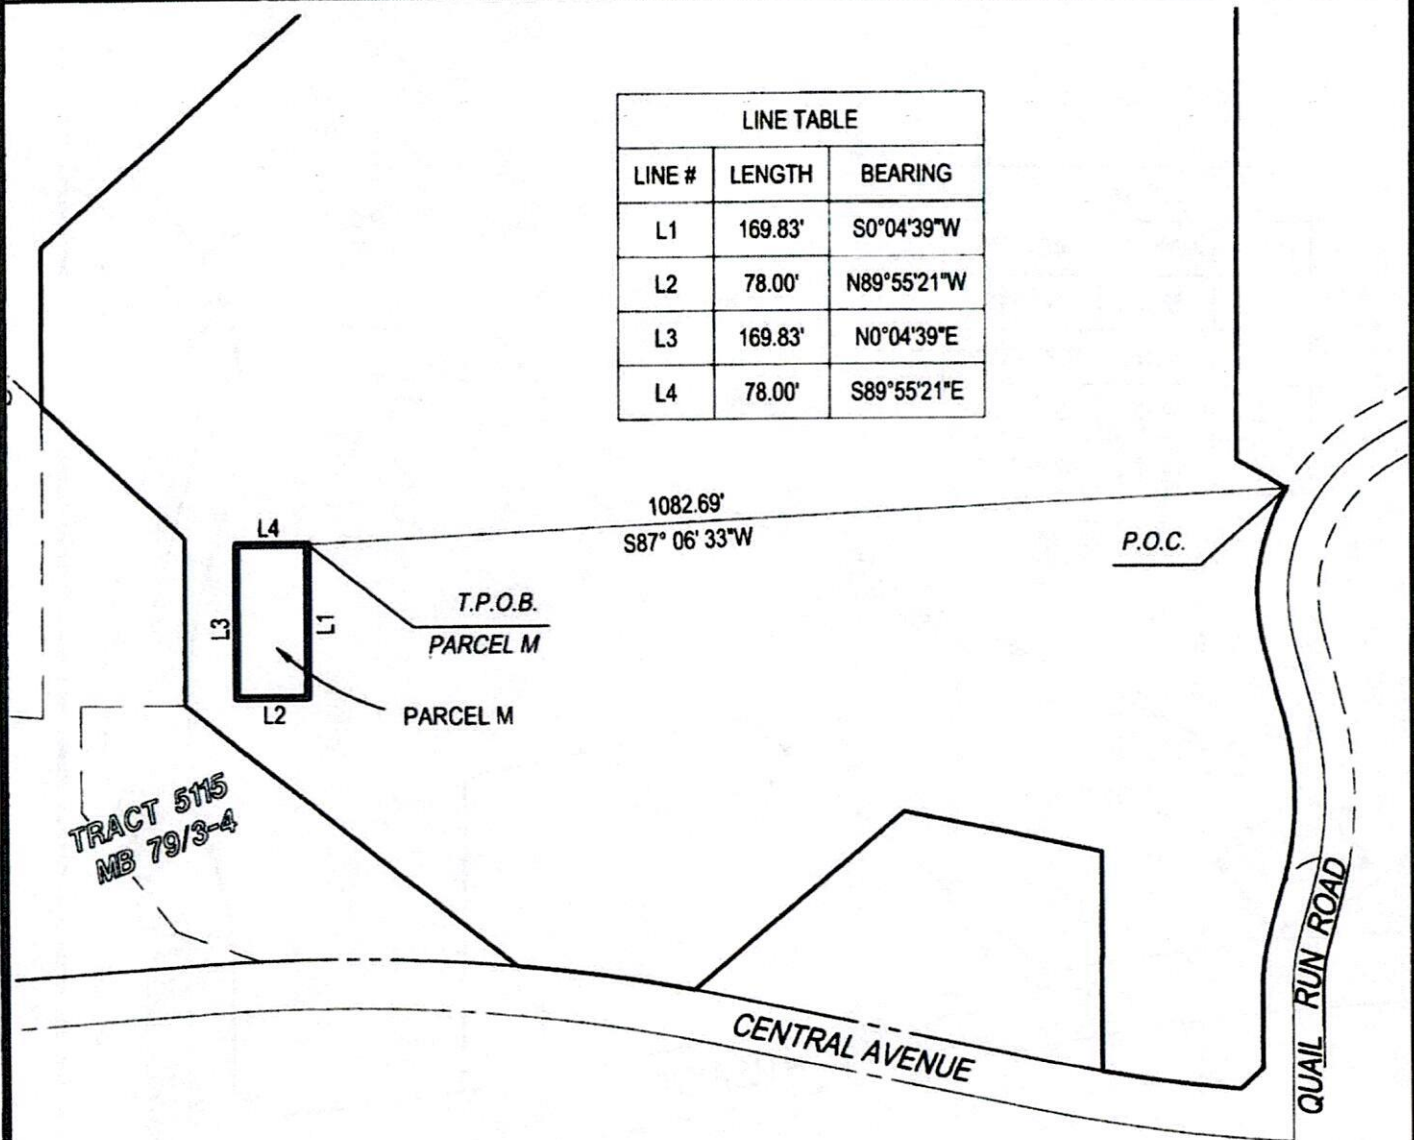 LINE TABLE
LINE # LENGTH BEARING
L1 169.83' S0°04'39"W
L2 78.00' N89°55'21"W
L3 169.83' N0°04'39"E
L4 78.00' S89°55'21"E
1082.69'
S87° 06' 33"W
P.O.C.
L4
L3
L1
L2
T.P.O.B.
PARCEL M
PARCEL M
TRACT 5115
MB 79/3-4
CENTRAL AVENUE
QUAIL RUN ROAD